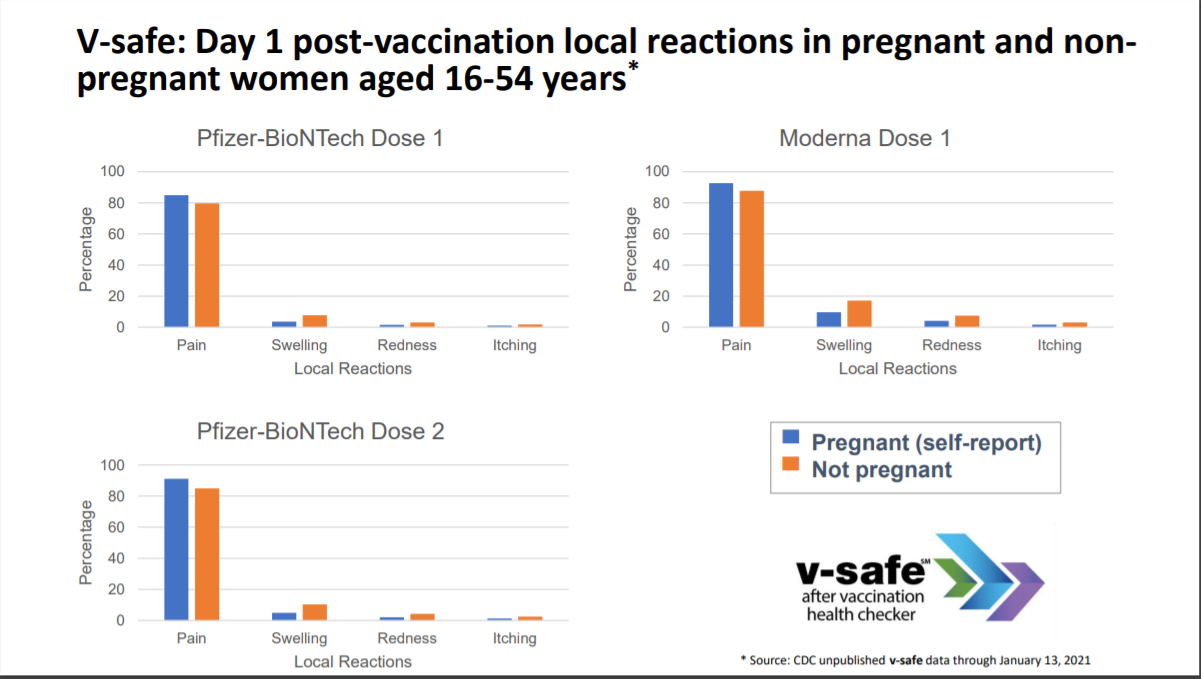 V-safe: Day 1 post-vaccination local reactions in pregnant and non-
pregnant women aged 16-54 years*
Pfizer-BioNTech Dose 1
100
80
60
40
20
0
Percentage
Pain Swelling Redness Itching
Local Reactions
Moderna Dose 1
100
80
60
40
20
0
Percentage
Pain Swelling Redness Itching
Local Reactions
Pfizer-BioNTech Dose 2
100
80
60
40
20
0
Percentage
Pain Swelling Redness Itching
Local Reactions
Pregnant (self-report)
Not pregnant
v-safe℠
after vaccination
health checker
* Source: CDC unpublished v-safe data through January 13, 2021